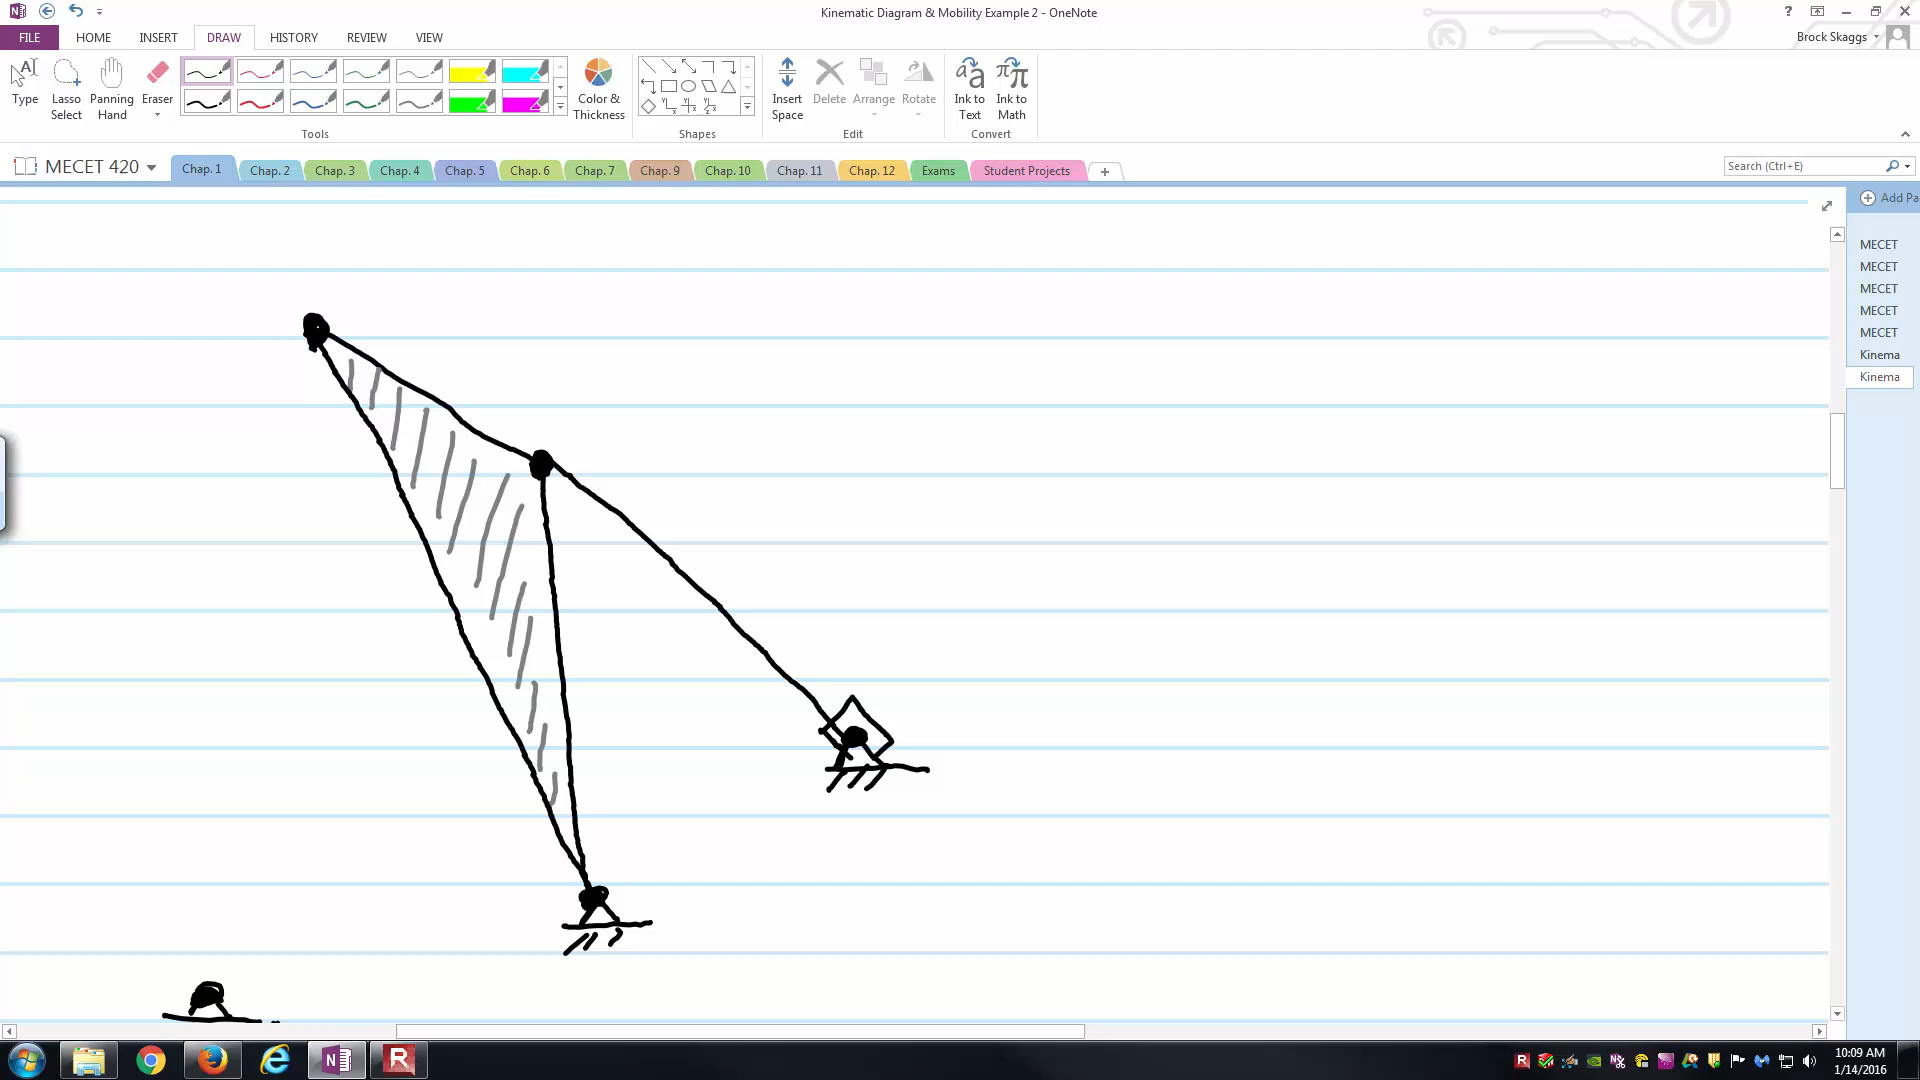 Kinematic Diagram & Mobility Example 2 - OneNote
?
FILE HOME INSERT DRAW HISTORY REVIEW VIEW
Brock Skaggs
Type
Lasso Select
Panning Hand
Eraser
Color & Thickness
Insert Space
Delete
Arrange
Rotate
Ink to Text
Ink to Math
Tools
Shapes
Edit
Convert
MECET 420
Chap. 1 Chap. 2 Chap. 3 Chap. 4 Chap. 5 Chap. 6 Chap. 7 Chap. 9 Chap. 10 Chap. 11 Chap. 12 Exams Student Projects +
Search (Ctrl+E)
Add Pa
MECET
MECET
MECET
MECET
MECET
Kinema
Kinema
10:09 AM
1/14/2016